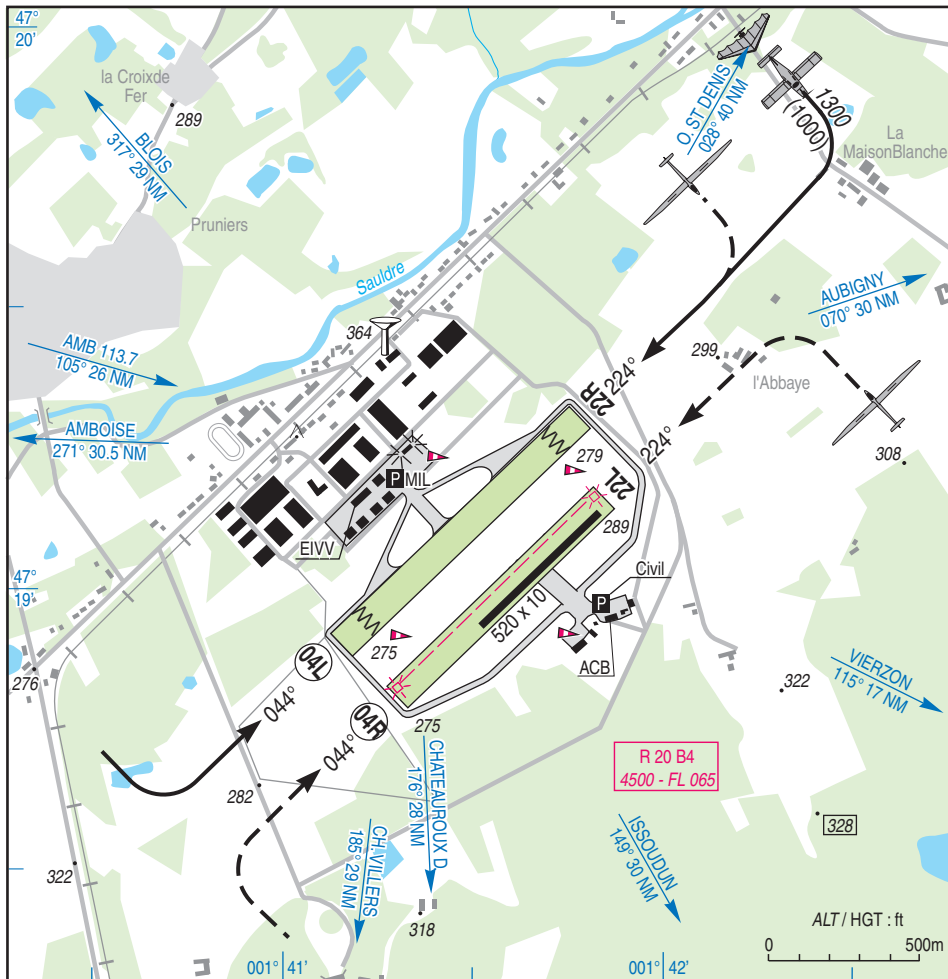 47°
20'
la Croixde
Fer
289
BLOIS
317° 29 NM
Pruniers
O. ST DENIS
028° 40 NM
1300
(1000)
La
MaisonBlanche
Sauldre
AUBIGNY
070° 30 NM
364
AMB 113.7
105° 26 NM
299
l'Abbaye
224°
22R
224°
22L
AMBOISE
271° 30.5 NM
308
279
P MIL
289
EIVV
Civil
P
47°
19'
520 x 10
ACB
275
276
04L
044°
04R
044°
275
322
VIERZON
115° 17 NM
R 20 B4
4500 - FL 065
282
CHATEAUROUX D
176° 28 NM
328
ISSOUDUN
149° 30 NM
CH.VILLERS
185° 29 NM
322
318
ALT / HGT : ft
0 500m
001° 41'
001° 42'